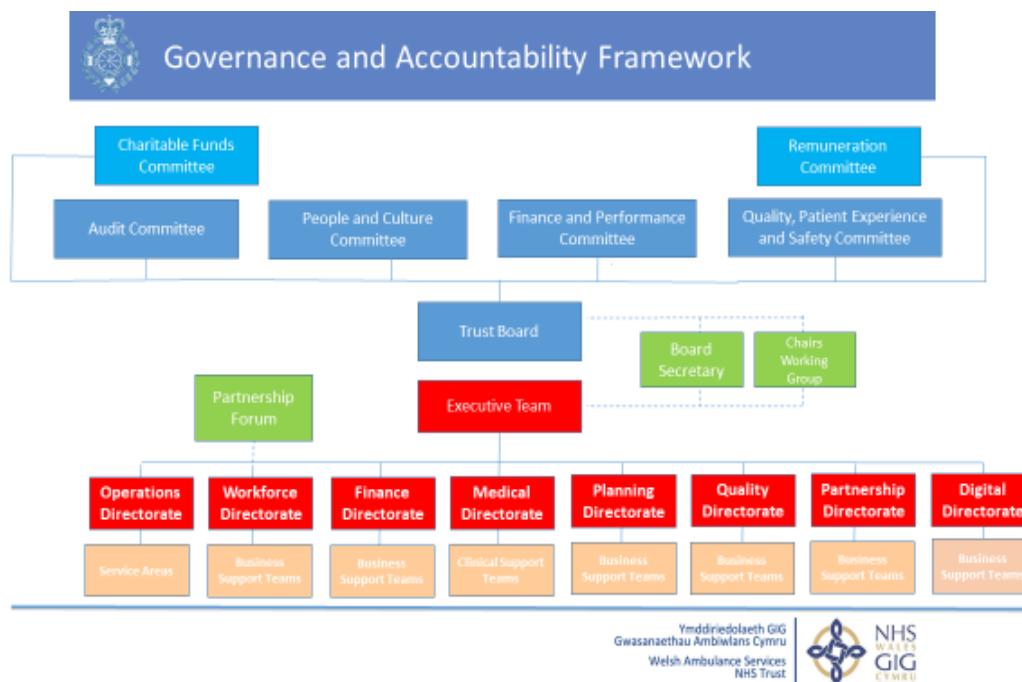 Governance and Accountability Framework
Charitable Funds
Committee
Remuneration
Committee
Audit Committee
People and Culture
Committee
Finance and Performance
Committee
Quality, Patient Experience
and Safety Committee
Trust Board
Board
Secretary
Chairs
Working
Group
Partnership
Forum
Executive Team
Operations
Directorate
Workforce
Directorate
Finance
Directorate
Medical
Directorate
Planning
Directorate
Quality
Directorate
Partnership
Directorate
Digital
Directorate
Service Areas
Business
Support Teams
Business
Support Teams
Clinical Support
Teams
Business
Support Teams
Business
Support Teams
Business
Support Teams
Business
Support Teams
Ymddiriedolaeth GIG
Gwasanaethau Ambiwlans Cymru
Welsh Ambulance Services
NHS Trust
NHS
WALES
GIG
CYMRU